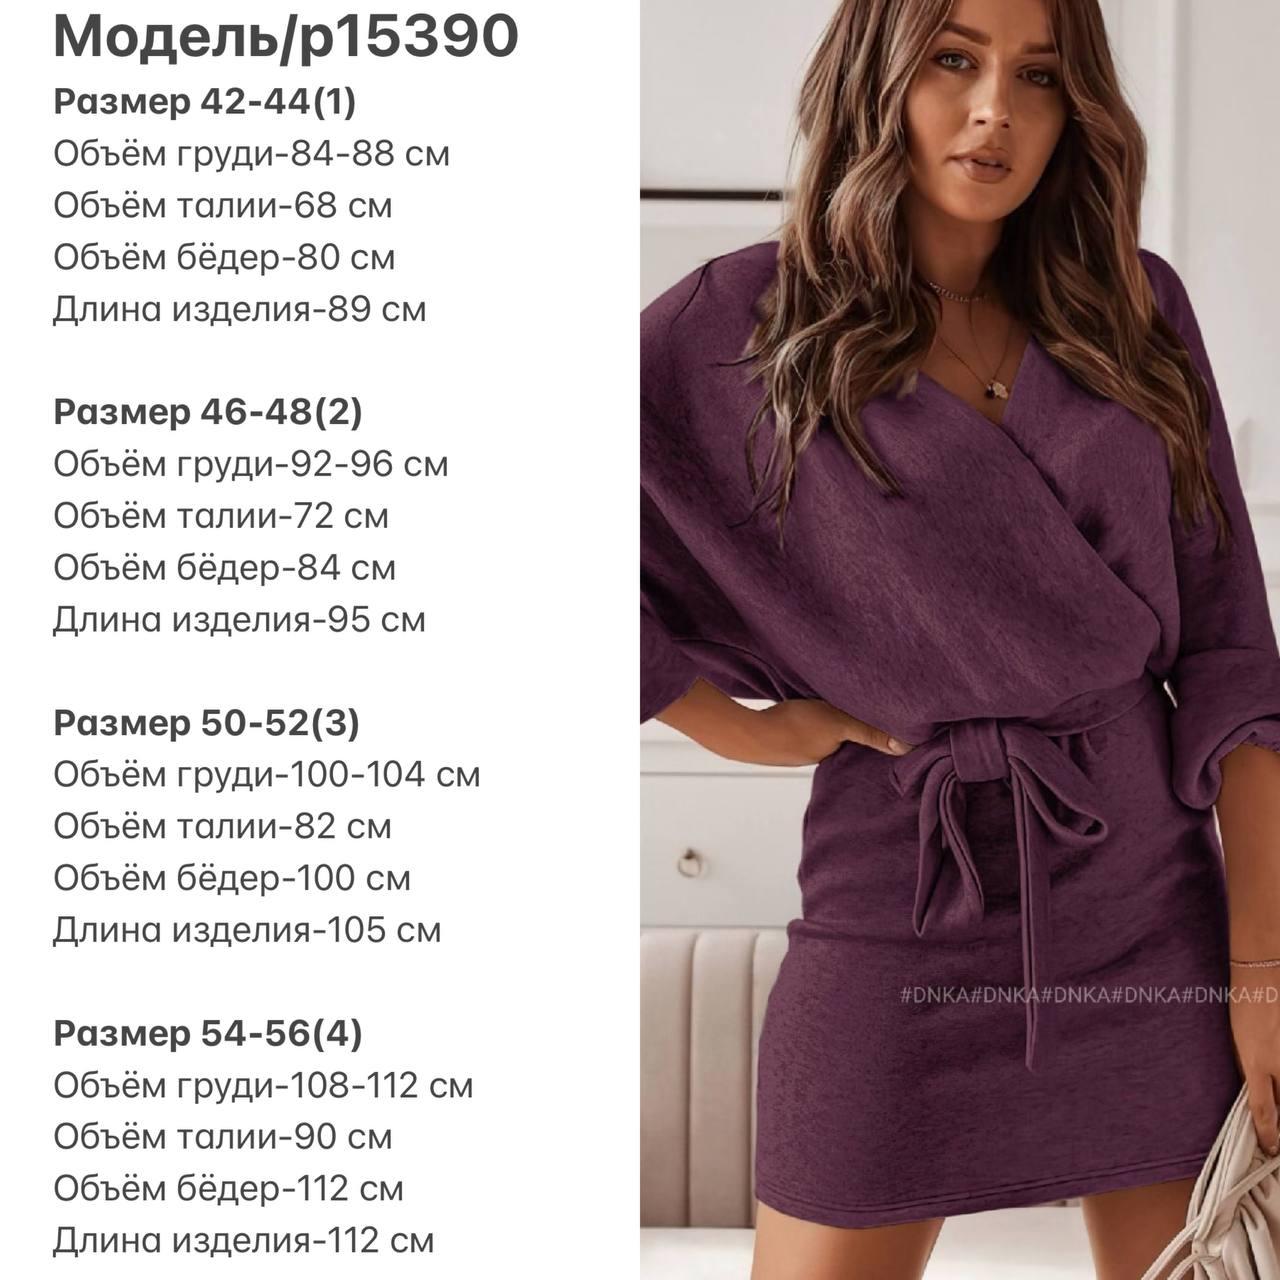 Модель/р15390
Размер 42-44(1)
Объём груди-84-88 см
Объём талии-68 см
Объём бёдер-80 см
Длина изделия-89 см
Размер 46-48(2)
Объём груди-92-96 см
Объём талии-72 см
Объём бёдер-84 см
Длина изделия-95 см
Размер 50-52(3)
Объём груди-100-104 см
Объём талии-82 см
Объём бёдер-100 см
Длина изделия-105 см
Размер 54-56(4)
Объём груди-108-112 см
Объём талии-90 см
Объём бёдер-112 см
Длина изделия-112 см
#DNKA#DNKA#DNKA#DNKA#DNKA#D